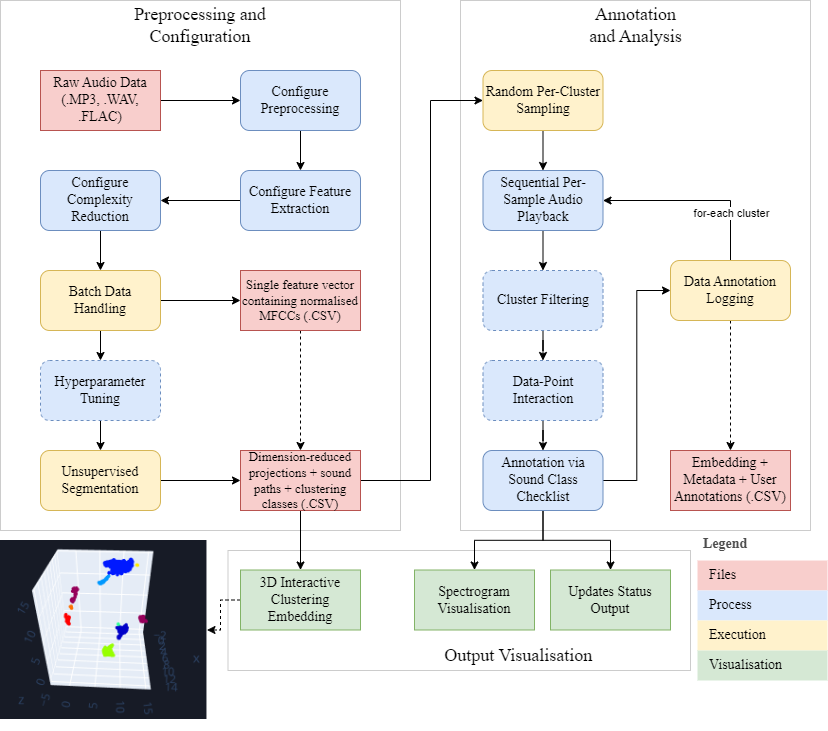 Preprocessing and
Configuration
Raw Audio Data
(.MP3, .WAV,
.FLAC)
Configure
Preprocessing
Configure
Complexity
Reduction
Configure Feature
Extraction
Batch Data
Handling
Single feature vector
containing normalised
MFCCs (.CSV)
Hyperparameter
Tuning
Unsupervised
Segmentation
Dimension-reduced
projections + sound
paths + clustering
classes (.CSV)
Annotation
and Analysis
Random Per-Cluster
Sampling
Sequential Per-
Sample Audio
Playback
for-each cluster
Cluster Filtering
Data Annotation
Logging
Data-Point
Interaction
Annotation via
Sound Class
Checklist
Embedding +
Metadata + User
Annotations (.CSV)
3D Interactive
Clustering
Embedding
Spectrogram
Visualisation
Updates Status
Output
Output Visualisation
Legend
Files
Process
Execution
Visualisation
15
10
5
0
−5
z
0
5
10
15
x